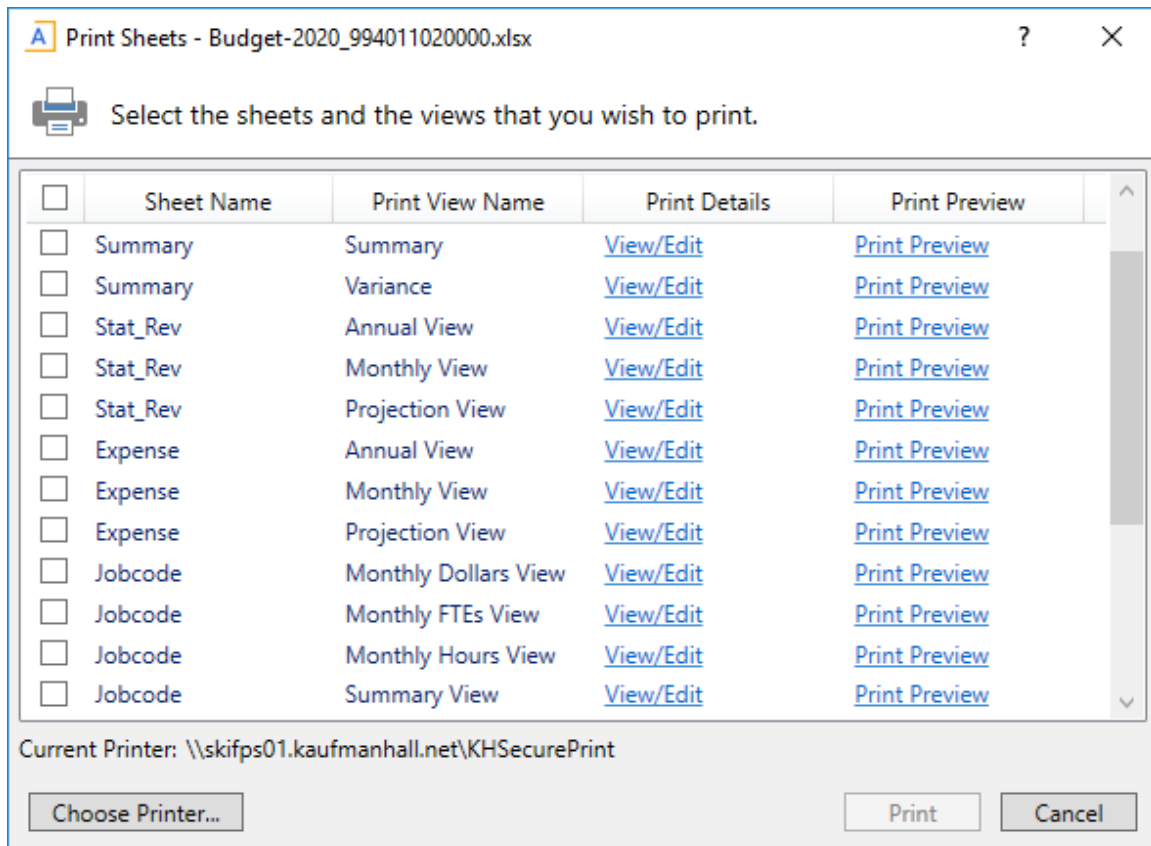 A Print Sheets - Budget-2020_994011020000.xlsx ?
Select the sheets and the views that you wish to print.
Sheet Name Print View Name Print Details Print Preview
Summary Summary View/Edit Print Preview
Summary Variance View/Edit Print Preview
Stat_Rev Annual View View/Edit Print Preview
Stat_Rev Monthly View View/Edit Print Preview
Stat_Rev Projection View View/Edit Print Preview
Expense Annual View View/Edit Print Preview
Expense Monthly View View/Edit Print Preview
Expense Projection View View/Edit Print Preview
Jobcode Monthly Dollars View View/Edit Print Preview
Jobcode Monthly FTEs View View/Edit Print Preview
Jobcode Monthly Hours View View/Edit Print Preview
Jobcode Summary View View/Edit Print Preview
Current Printer: \\skifps01.kaufmanhall.net\KHSecurePrint
Choose Printer... Print Cancel